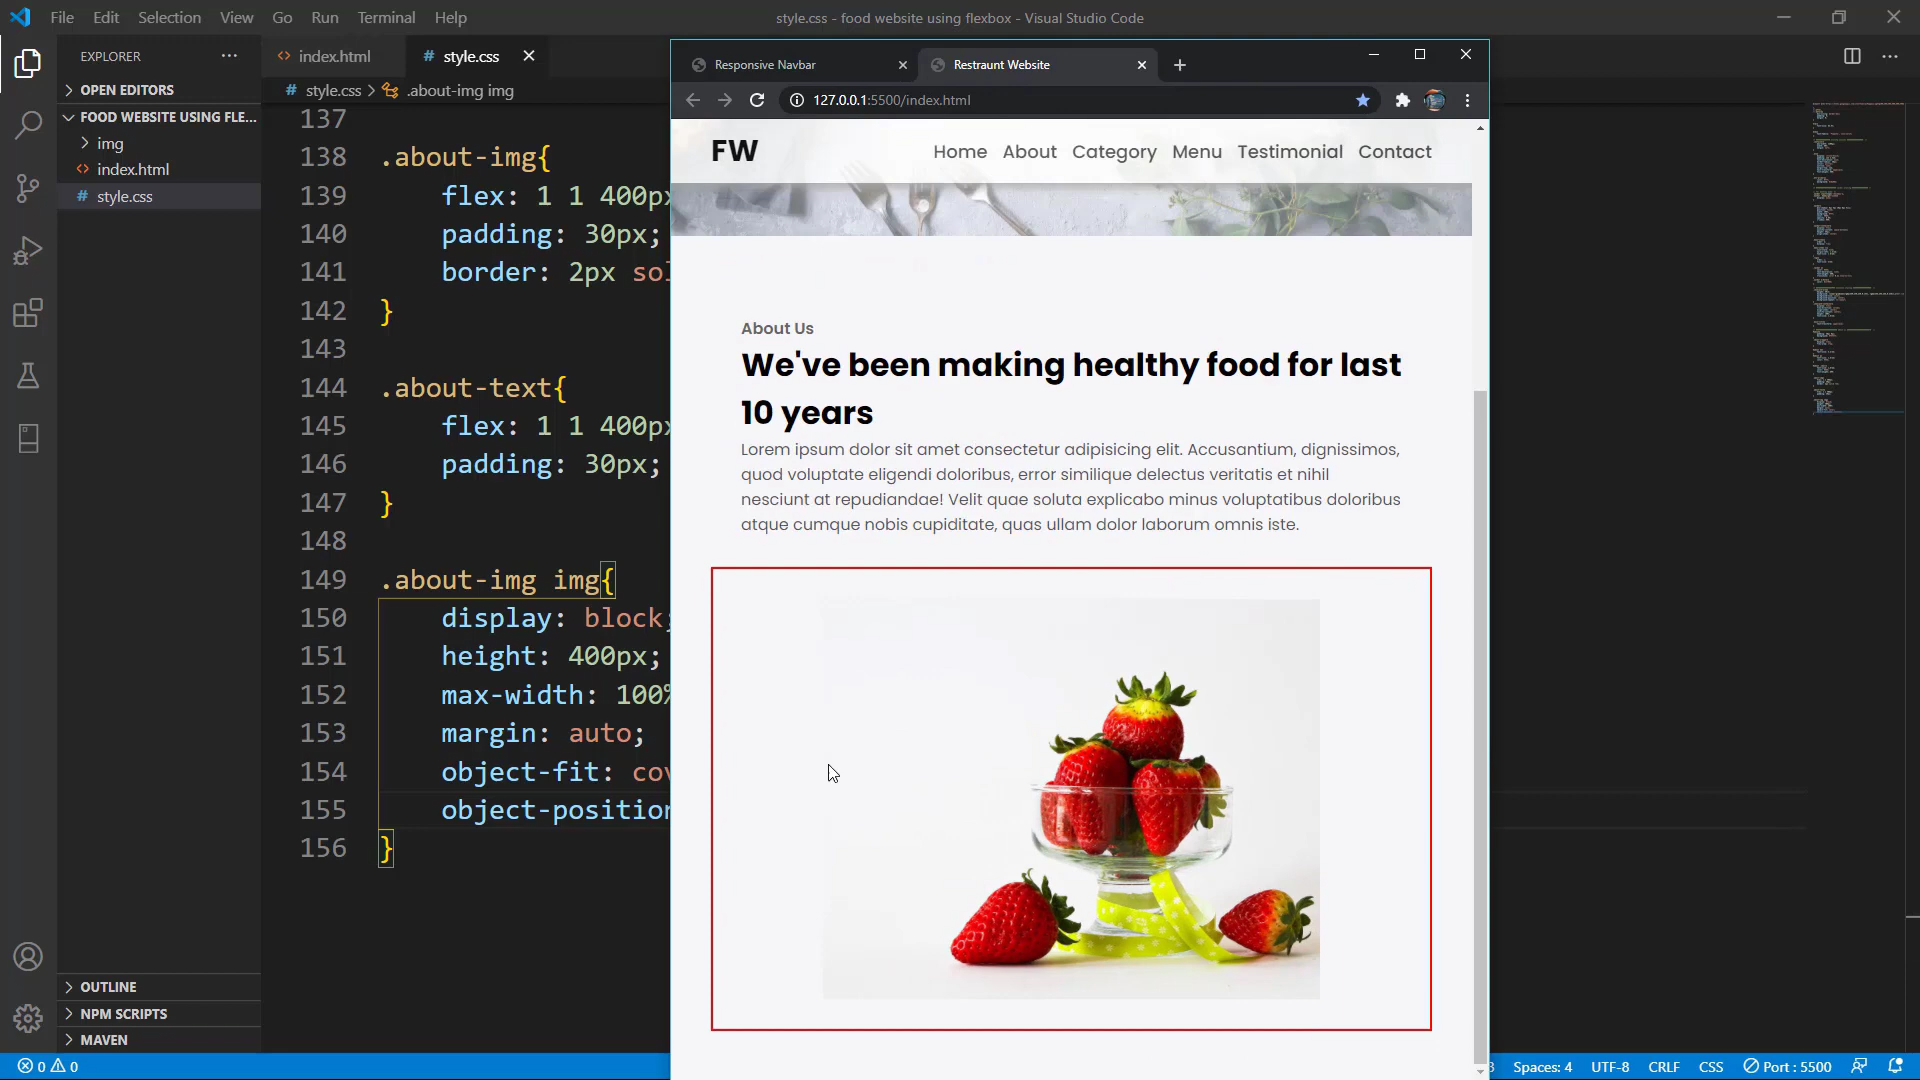 File Edit Selection View Go Run Terminal Help
style.css - food website using flexbox - Visual Studio Code
EXPLORER
OPEN EDITORS
FOOD WEBSITE USING FLE...
img
index.html
style.css
OUTLINE
NPM SCRIPTS
MAVEN
index.html
# style.css
# style.css > .about-img img
137
138 .about-img{
139 flex: 1 1 400px
140 padding: 30px;
141 border: 2px sol
142 }
143
144 .about-text{
145 flex: 1 1 400px
146 padding: 30px;
147 }
148
149 .about-img img{
150 display: block;
151 height: 400px;
152 max-width: 100%
153 margin: auto;
154 object-fit: cov
155 object-position
156 }
Responsive Navbar
Restraunt Website
127.0.0.1:5500/index.html
FW
Home About Category Menu Testimonial Contact
About Us
We've been making healthy food for last
10 years
Lorem ipsum dolor sit amet consectetur adipisicing elit. Accusantium, dignissimos,
quod voluptate eligendi doloribus, error similique delectus veritatis et nihil
nesciunt at repudiandae! Velit quae soluta explicabo minus voluptatibus doloribus
atque cumque nobis cupiditate, quas ullam dolor laborum omnis iste.
0 0
Spaces: 4 UTF-8 CRLF CSS Port : 5500